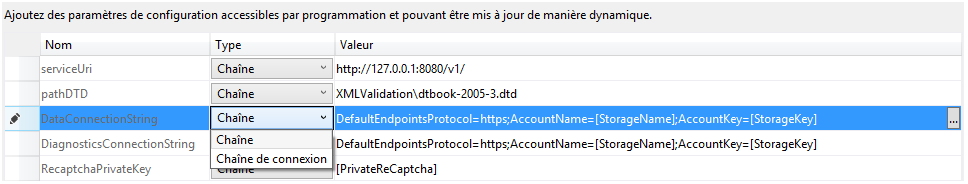 Ajoutez des paramètres de configuration accessibles par programmation et pouvant être mis à jour de manière dynamique.
Nom Type Valeur
serviceUri Chaîne http://127.0.0.1:8080/v1/
pathDTD Chaîne XMLValidation\dtbook-2005-3.dtd
DataConnectionString Chaîne DefaultEndpointsProtocol=https;AccountName=[StorageName];AccountKey=[StorageKey] ...
Chaîne
DiagnosticsConnectionString DefaultEndpointsProtocol=https;AccountName=[StorageName];AccountKey=[StorageKey]
Chaîne de connexion
RecaptchaPrivateKey Chaîne [PrivateReCaptcha]